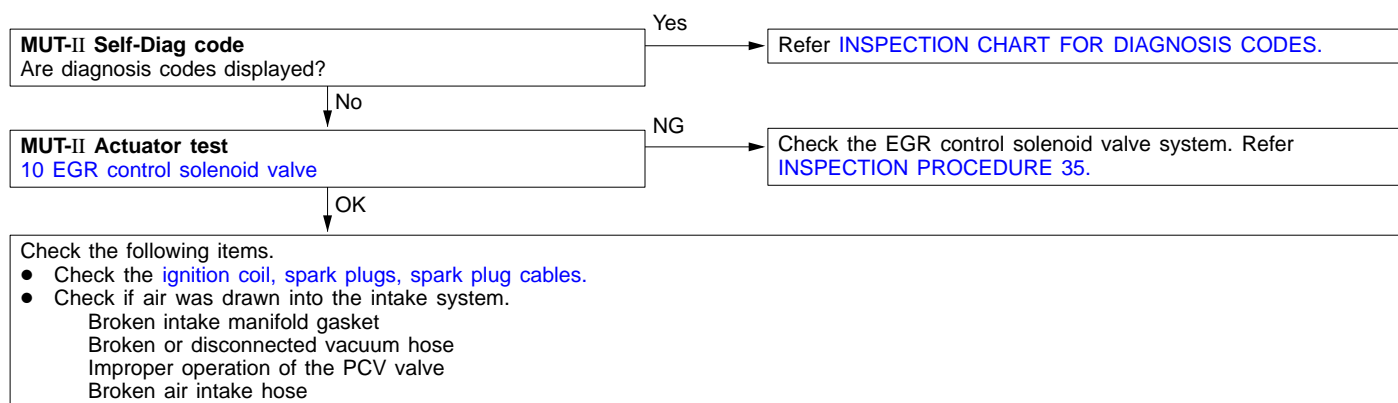 MUT-II Self-Diag code
Are diagnosis codes displayed?
Yes
Refer INSPECTION CHART FOR DIAGNOSIS CODES.
No
MUT-II Actuator test
10 EGR control solenoid valve
NG
Check the EGR control solenoid valve system. Refer
INSPECTION PROCEDURE 35.
OK
Check the following items.
● Check the ignition coil, spark plugs, spark plug cables.
● Check if air was drawn into the intake system.
Broken intake manifold gasket
Broken or disconnected vacuum hose
Improper operation of the PCV valve
Broken air intake hose